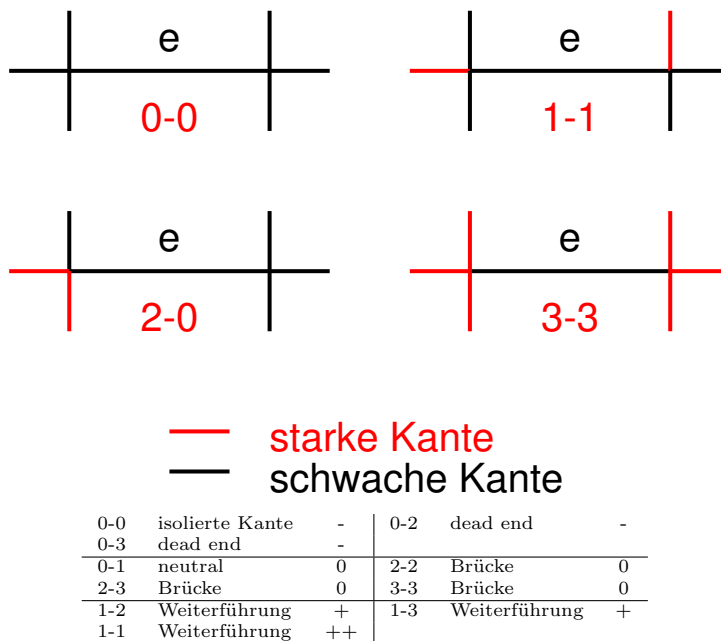 e e
0-0 1-1
e e
2-0 3-3
starke Kante
schwache Kante
0-0 isolierte Kante - 0-2 dead end -
0-3 dead end -
0-1 neutral 0 2-2 Brücke 0
2-3 Brücke 0 3-3 Brücke 0
1-2 Weiterführung + 1-3 Weiterführung +
1-1 Weiterführung ++